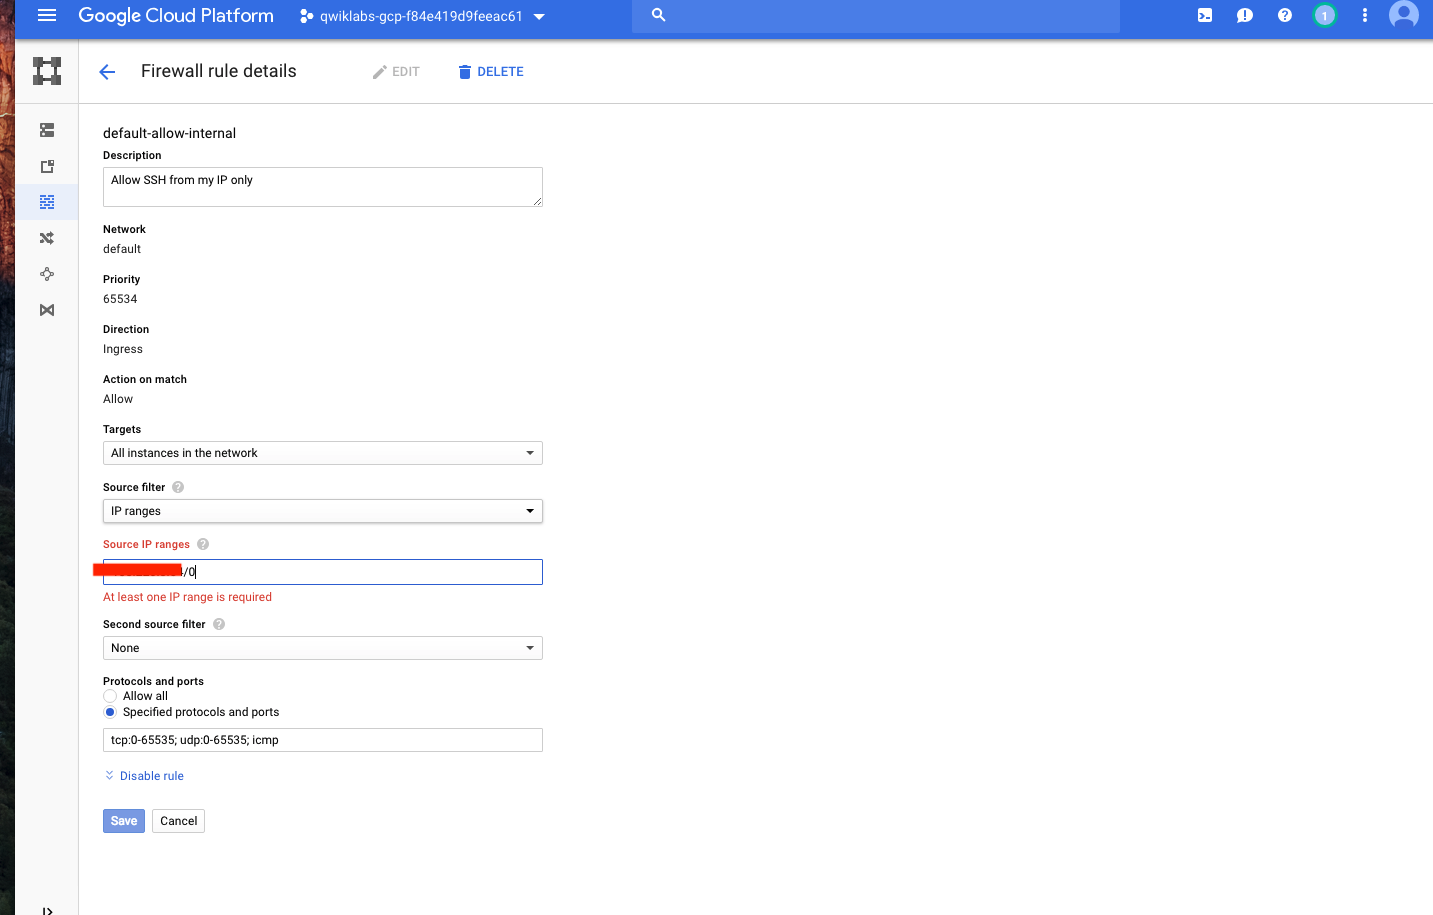 Google Cloud Platform
qwiklabs-gcp-f84e419d9feeac61
1
Firewall rule details
EDIT
DELETE
default-allow-internal
Description
Allow SSH from my IP only
Network
default
Priority
65534
Direction
Ingress
Action on match
Allow
Targets
All instances in the network
Source filter
IP ranges
Source IP ranges
/0
At least one IP range is required
Second source filter
None
Protocols and ports
Allow all
Specified protocols and ports
tcp:0-65535; udp:0-65535; icmp
Disable rule
Save
Cancel